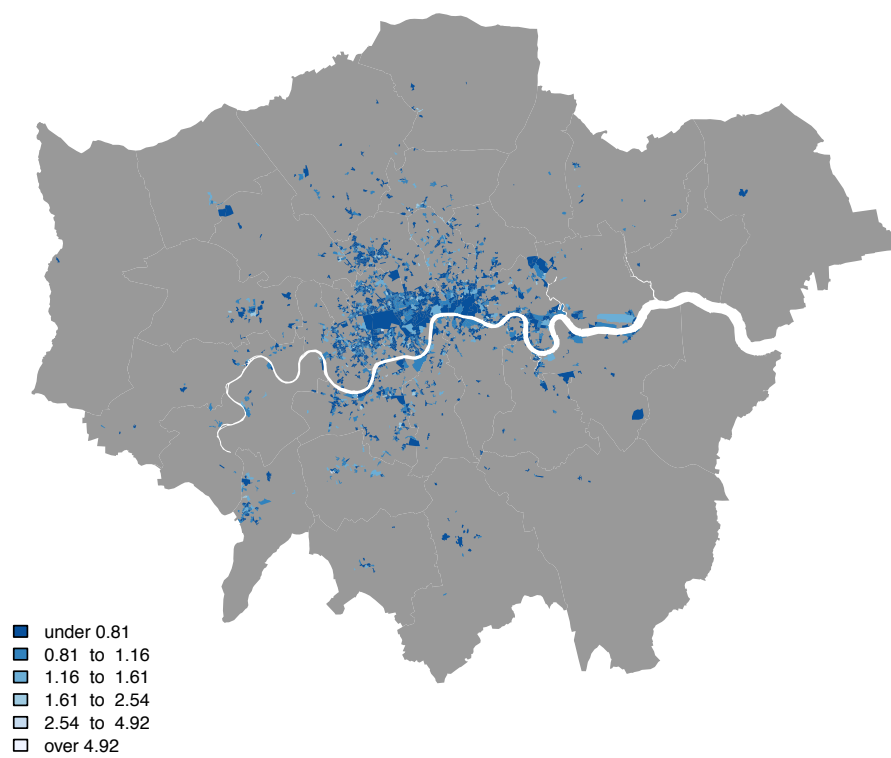 under 0.81
0.81 to 1.16
1.16 to 1.61
1.61 to 2.54
2.54 to 4.92
over 4.92